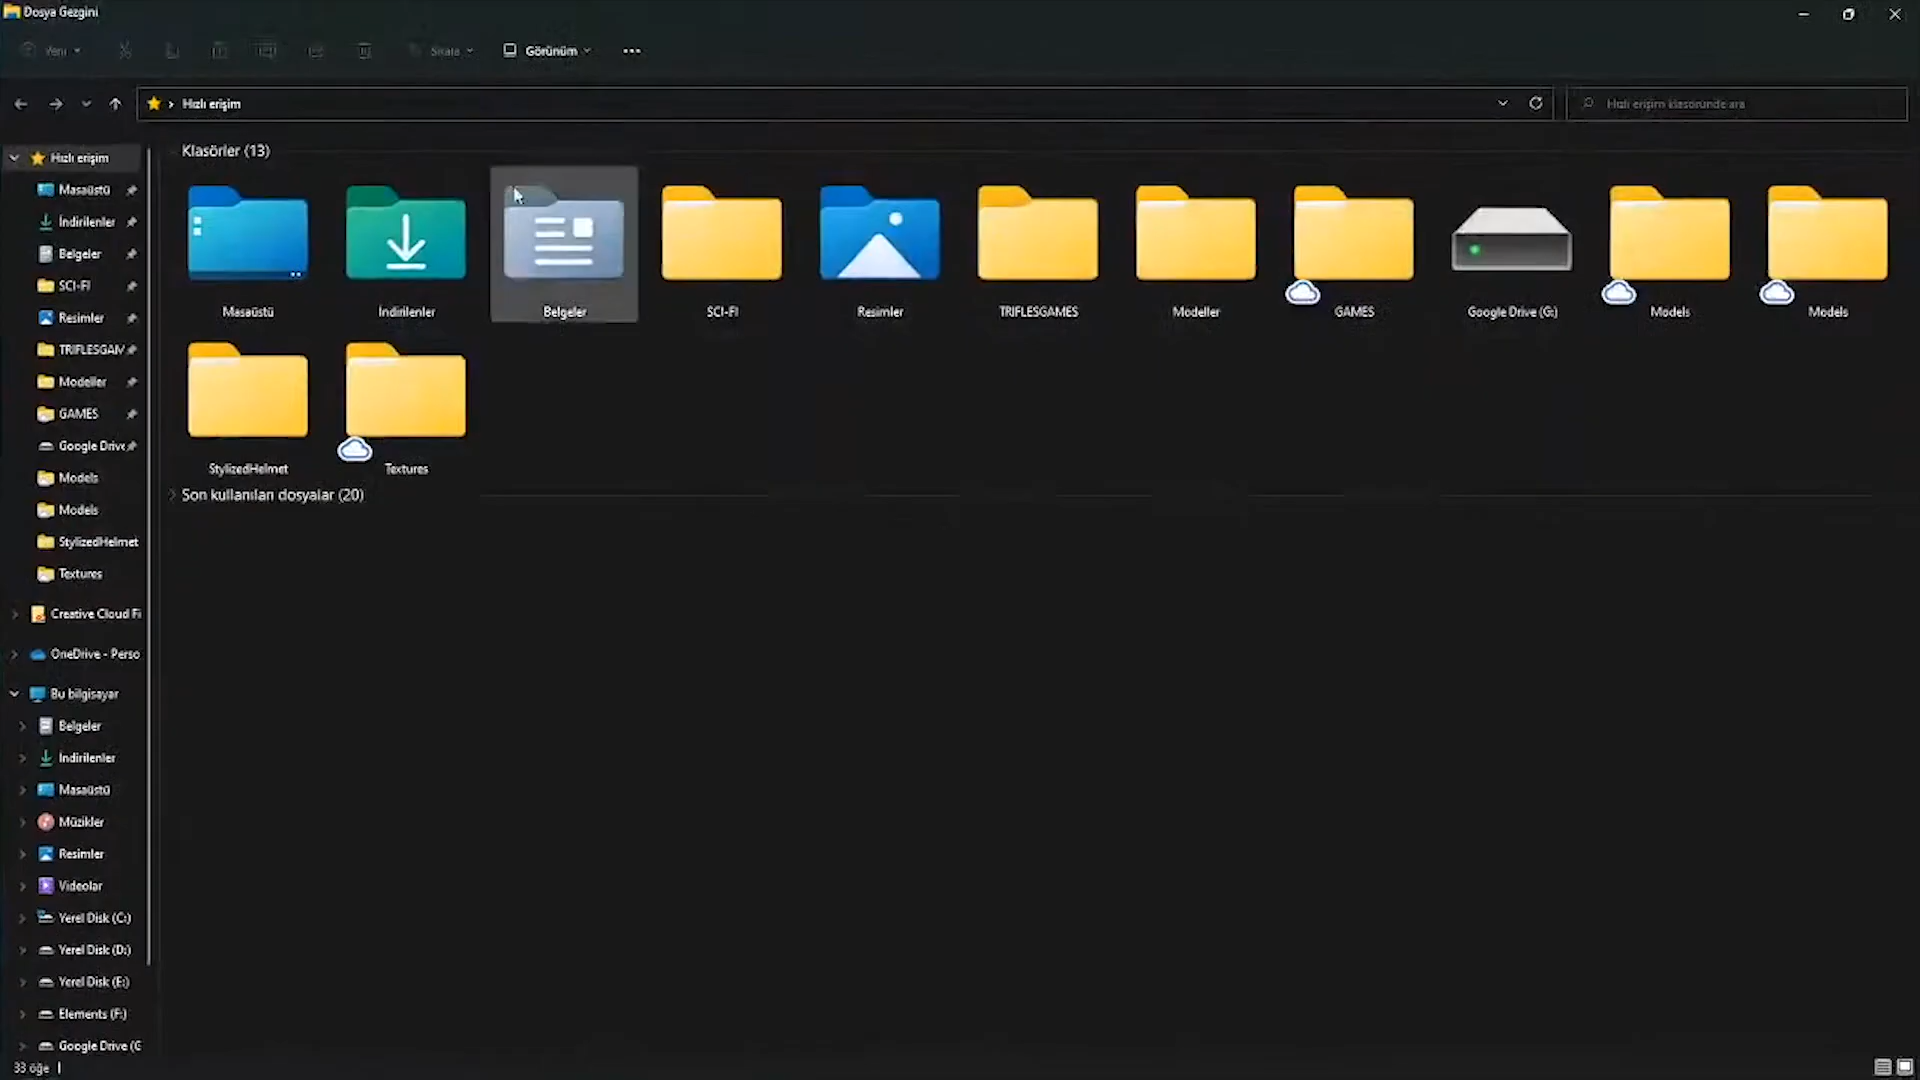 Dosya Gezgini
Yeni
Sırala
Görünüm
Hızlı erişim
Hızlı erişim klasöründe ara
Klasörler (13)
Masaüstü
İndirilenler
Belgeler
SCI-FI
Resimler
TRIFLESGAMES
Modeller
GAMES
Google Drive (G:)
Models
Models
StylizedHelmet
Textures
Son kullanılan dosyalar (20)
Hızlı erişim
Masaüstü
İndirilenler
Belgeler
SCI-FI
Resimler
TRIFLESGAM
Modeller
GAMES
Google Drive
Models
Models
StylizedHelmet
Textures
Creative Cloud Fi
OneDrive - Perso
Bu bilgisayar
Belgeler
İndirilenler
Masaüstü
Müzikler
Resimler
Videolar
Yerel Disk (C:)
Yerel Disk (D:)
Yerel Disk (E:)
Elements (F:)
Google Drive (G
33 öğe